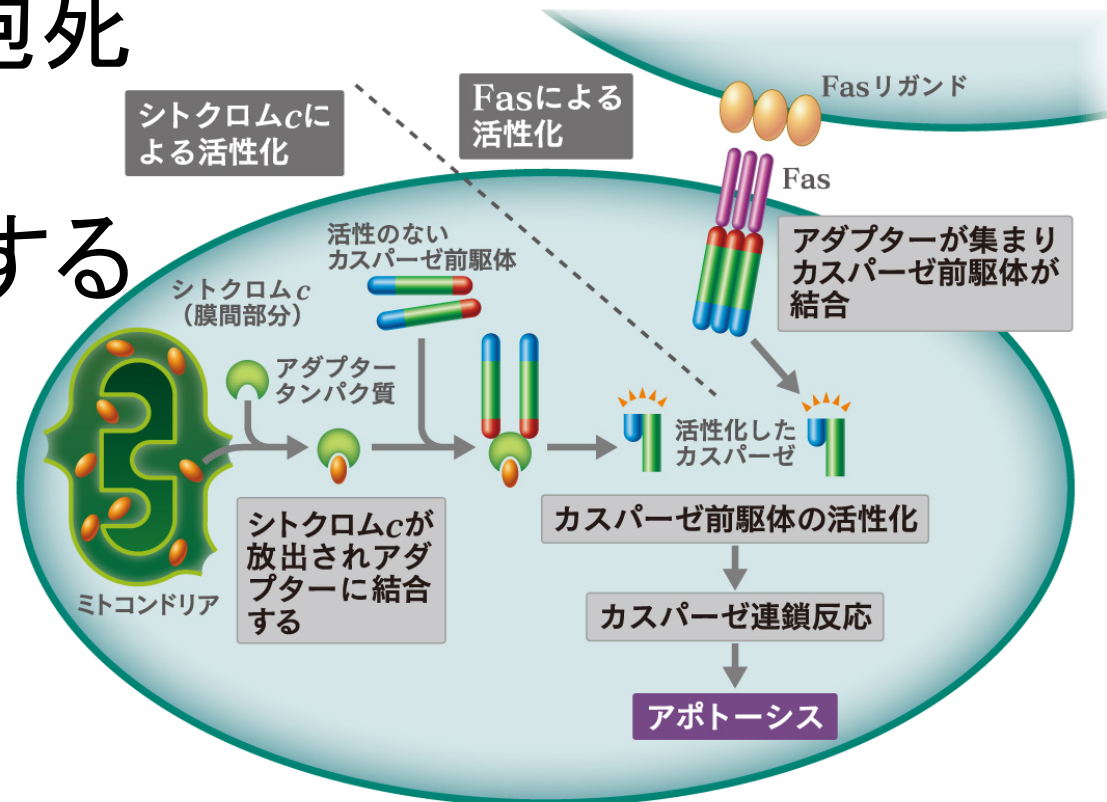 胞死
する
シトクロムcに
よる活性化
Fasによる
活性化
Fasリガンド
Fas
アダプターが集まり
カスパーゼ前駆体が
結合
活性のない
カスパーゼ前駆体
シトクロムc
（膜間部分）
アダプター
タンパク質
活性化した
カスパーゼ
シトクロムcが
放出されアダ
プターに結合
する
ミトコンドリア
カスパーゼ前駆体の活性化
カスパーゼ連鎖反応
アポトーシス